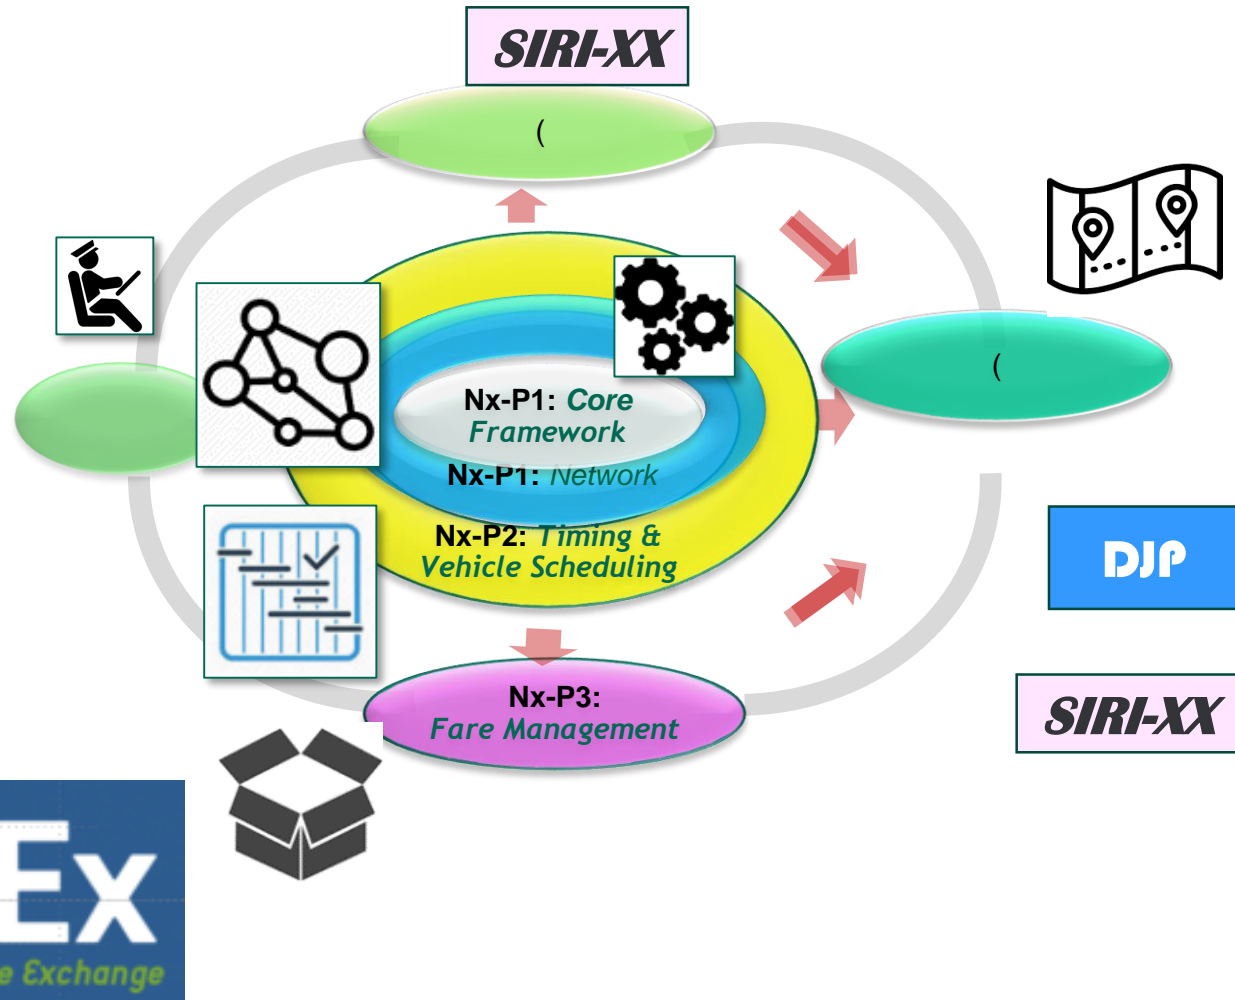 SIRI-XX
(
(
Nx-P1: Core
Framework
Nx-P1: Network
Nx-P2: Timing &
Vehicle Scheduling
DJP
Nx-P3:
Fare Management
SIRI-XX
Ex
e Exchange